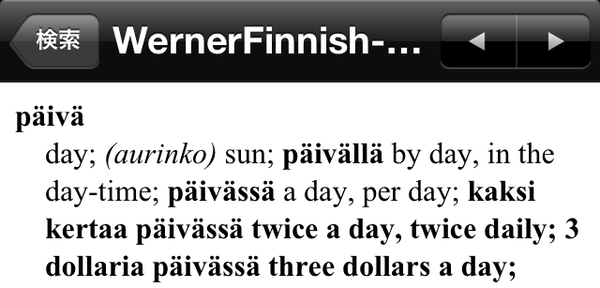 検索
WernerFinnish-...
päivä
day; (aurinko) sun; päivällä by day, in the
day-time; päivässä a day, per day; kaksi
kertaa päivässä twice a day, twice daily; 3
dollaria päivässä three dollars a day;